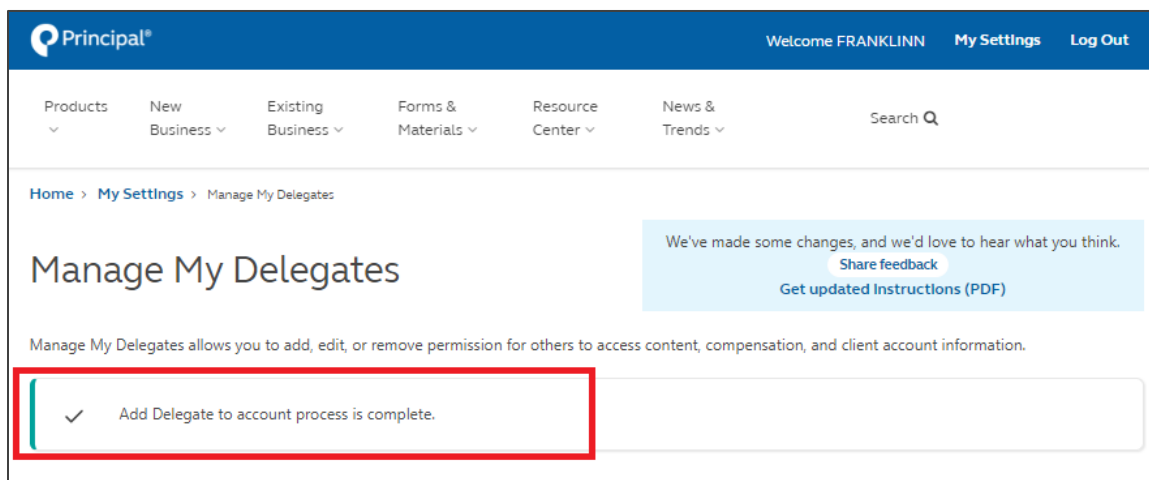 Principal®
Welcome FRANKLINN My Settings Log Out
Products New Existing Forms & Resource News &
Business Business Materials Center Trends Search
Home > My Settings > Manage My Delegates
We've made some changes, and we'd love to hear what you think.
Share feedback
Get updated Instructions (PDF)
Manage My Delegates
Manage My Delegates allows you to add, edit, or remove permission for others to access content, compensation, and client account information.
Add Delegate to account process is complete.